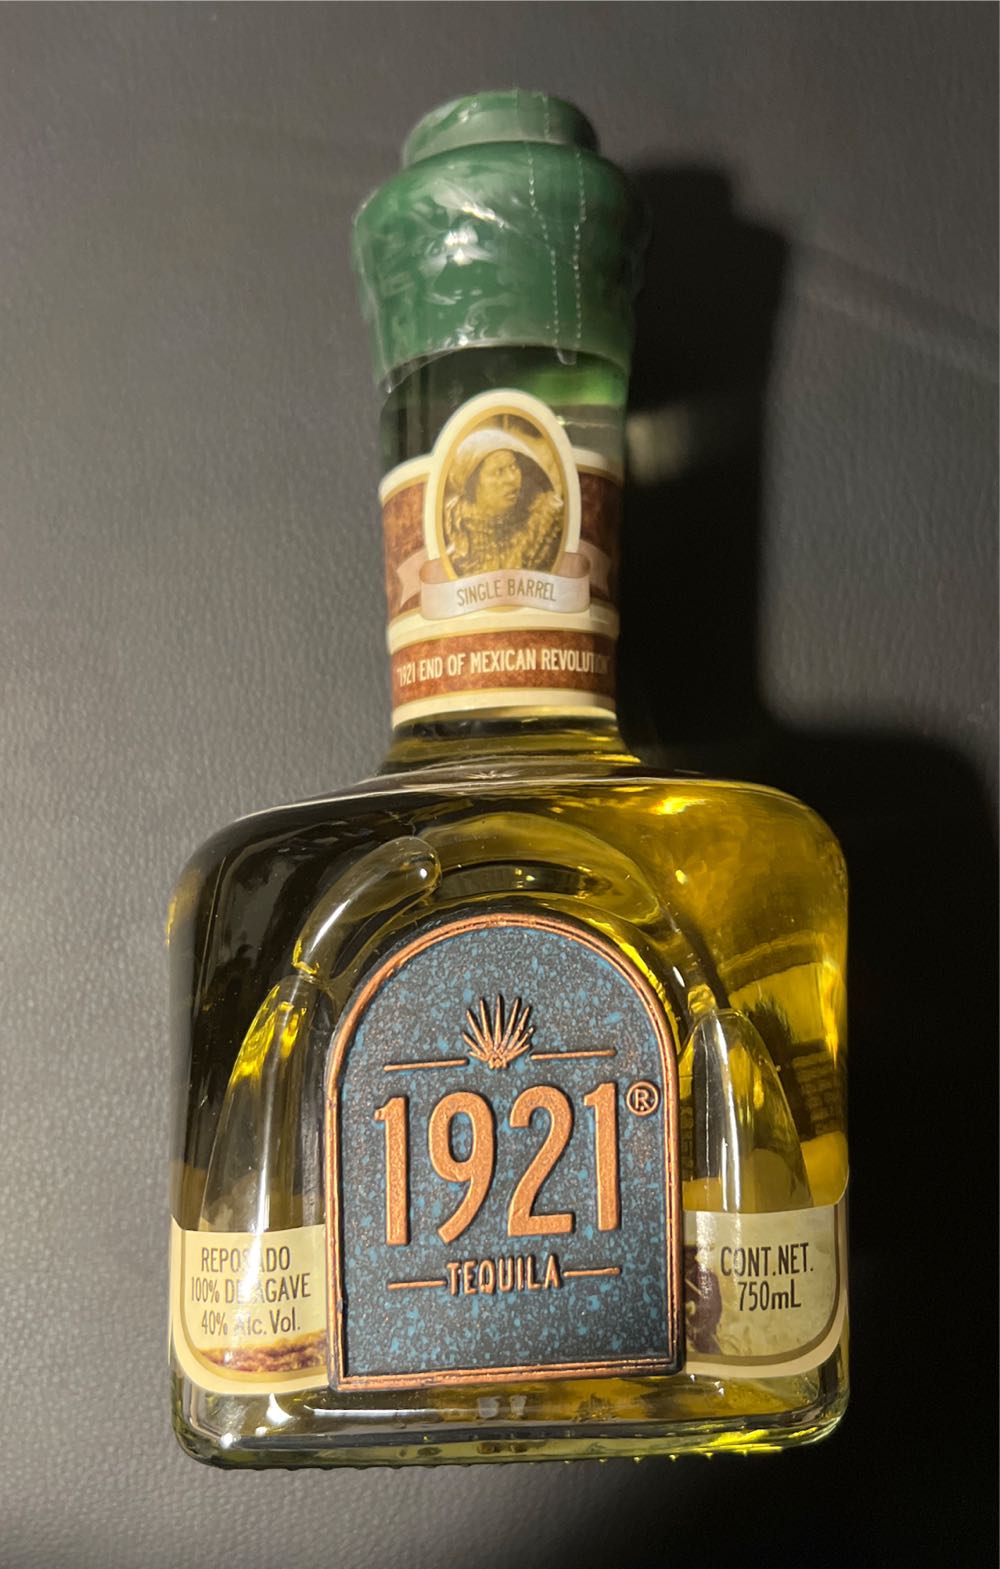 SINGLE BARREL
"1921 END OF MEXICAN REVOLUTION"
1921®
TEQUILA
REPOSADO
100% DE AGAVE
40% Alc. Vol.
CONT.NET.
750mL